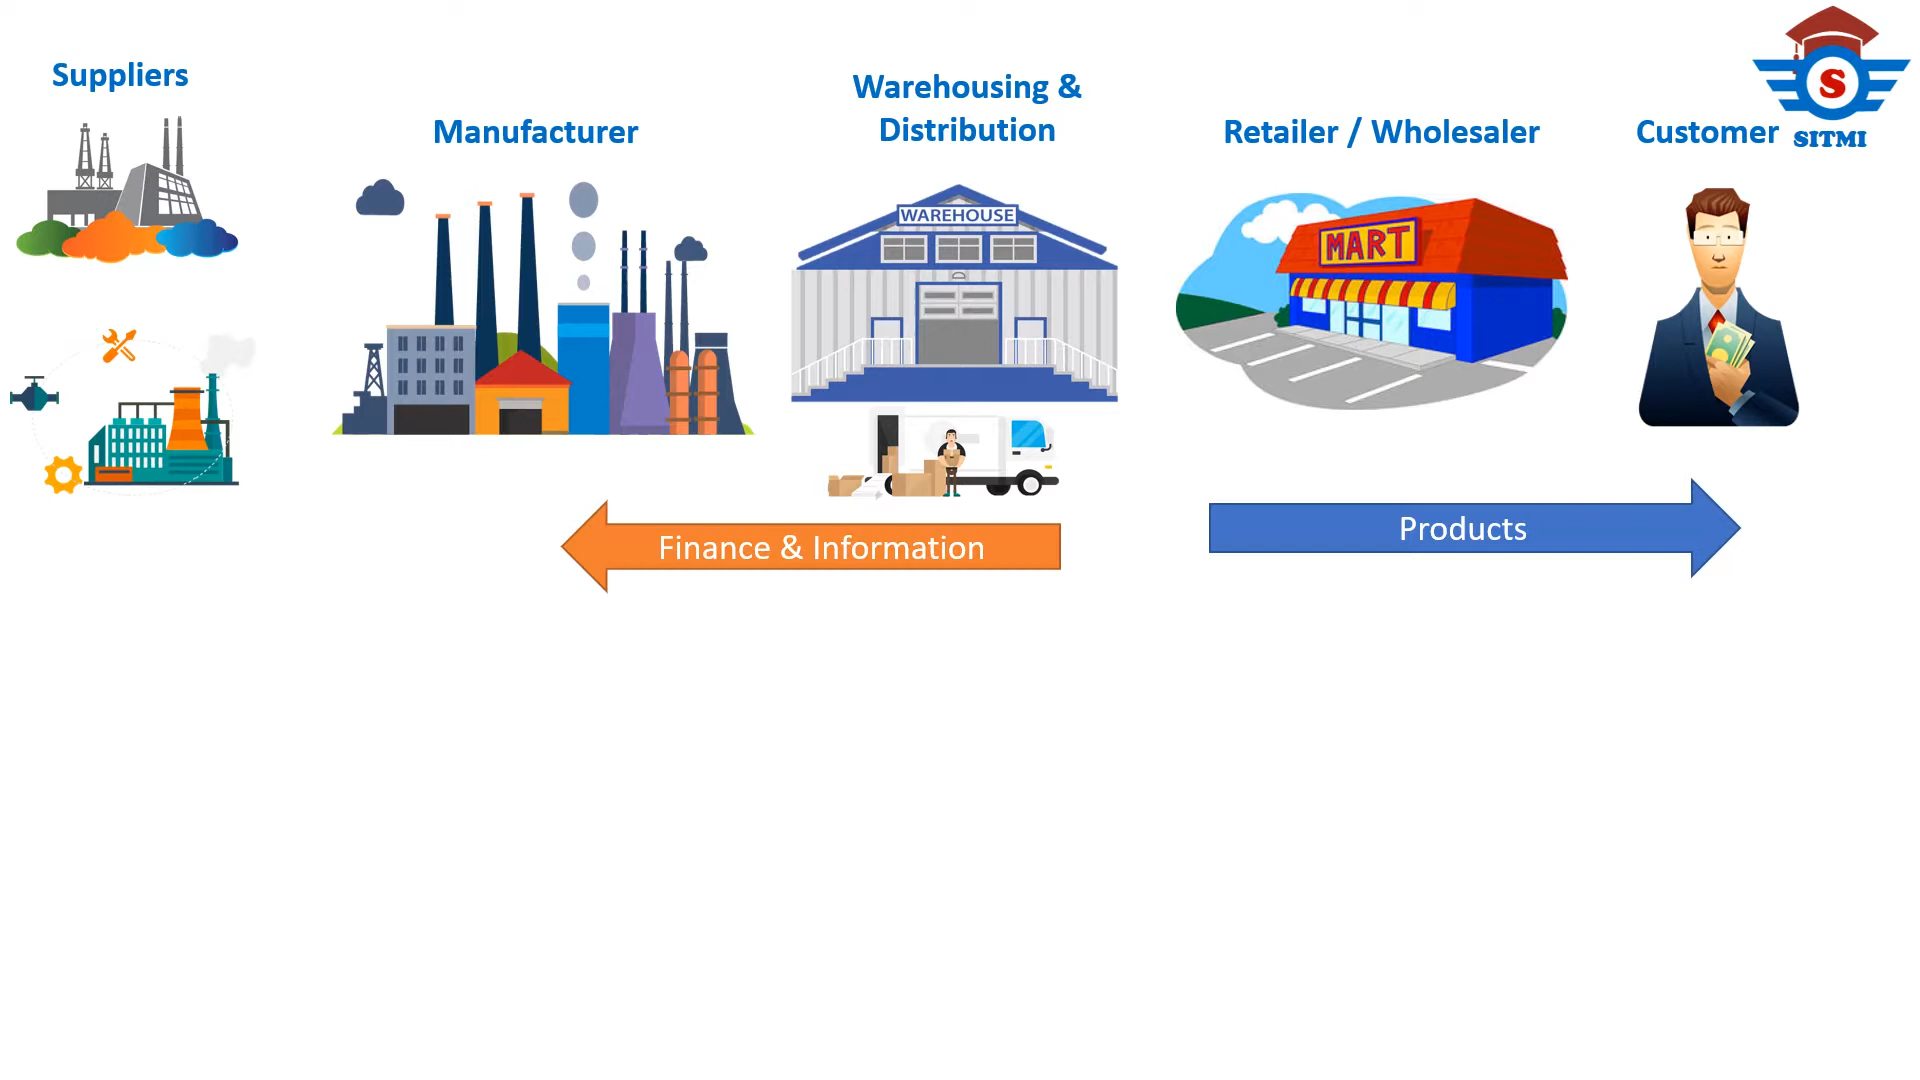 Suppliers
Manufacturer
Warehousing &
Distribution
Retailer / Wholesaler
Customer
S
SITMI
WAREHOUSE
MART
Finance & Information
Products